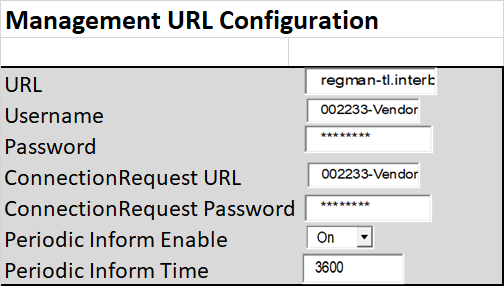 Management URL Configuration
URL regman-tl.interb
Username 002233-Vendor
Password ********
ConnectionRequest URL 002233-Vendor
ConnectionRequest Password ********
Periodic Inform Enable On
Periodic Inform Time 3600